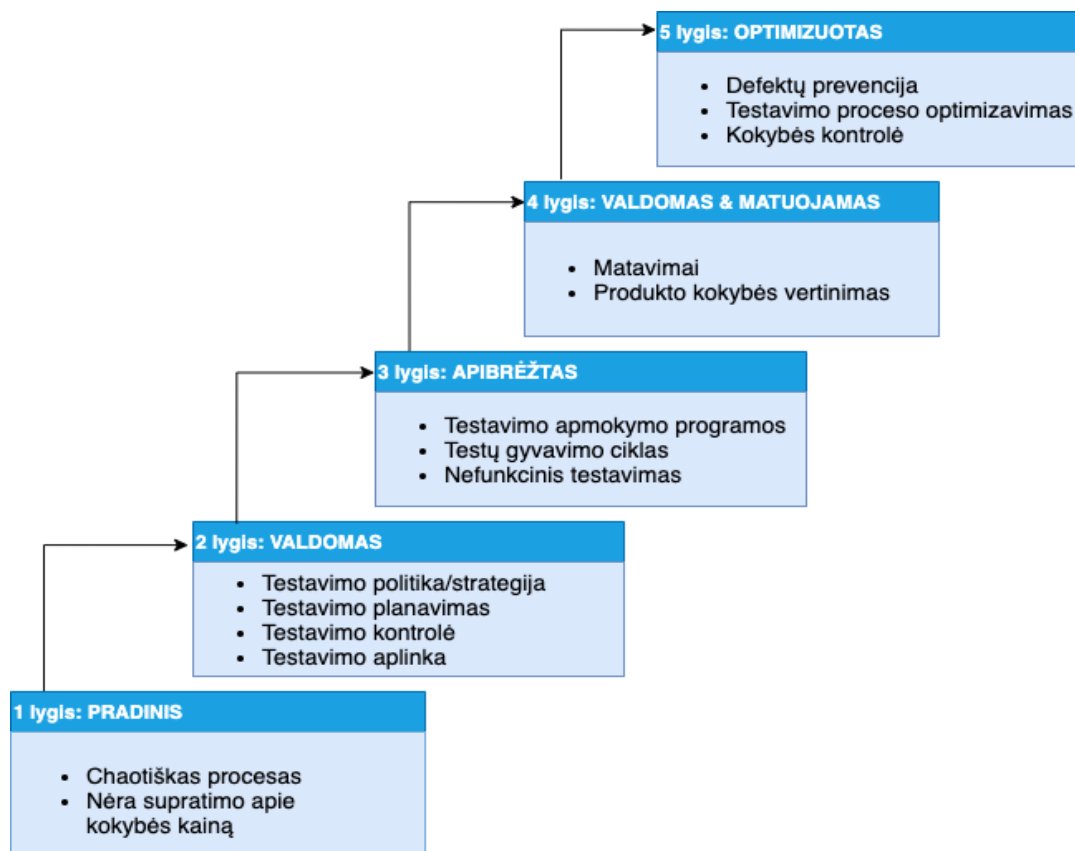 5 lygis: OPTIMIZUOTAS
• Defektų prevencija
• Testavimo proceso optimizavimas
• Kokybės kontrolė
4 lygis: VALDOMAS & MATUOJAMAS
• Matavimai
• Produkto kokybės vertinimas
3 lygis: APIBRĖŽTAS
• Testavimo apmokymo programos
• Testų gyvavimo ciklas
• Nefunkcinis testavimas
2 lygis: VALDOMAS
• Testavimo politika/strategija
• Testavimo planavimas
• Testavimo kontrolė
• Testavimo aplinka
1 lygis: PRADINIS
• Chaotiškas procesas
• Nėra supratimo apie
kokybės kainą